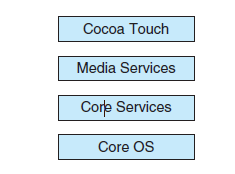 Cocoa Touch
Media Services
Core Services
Core OS